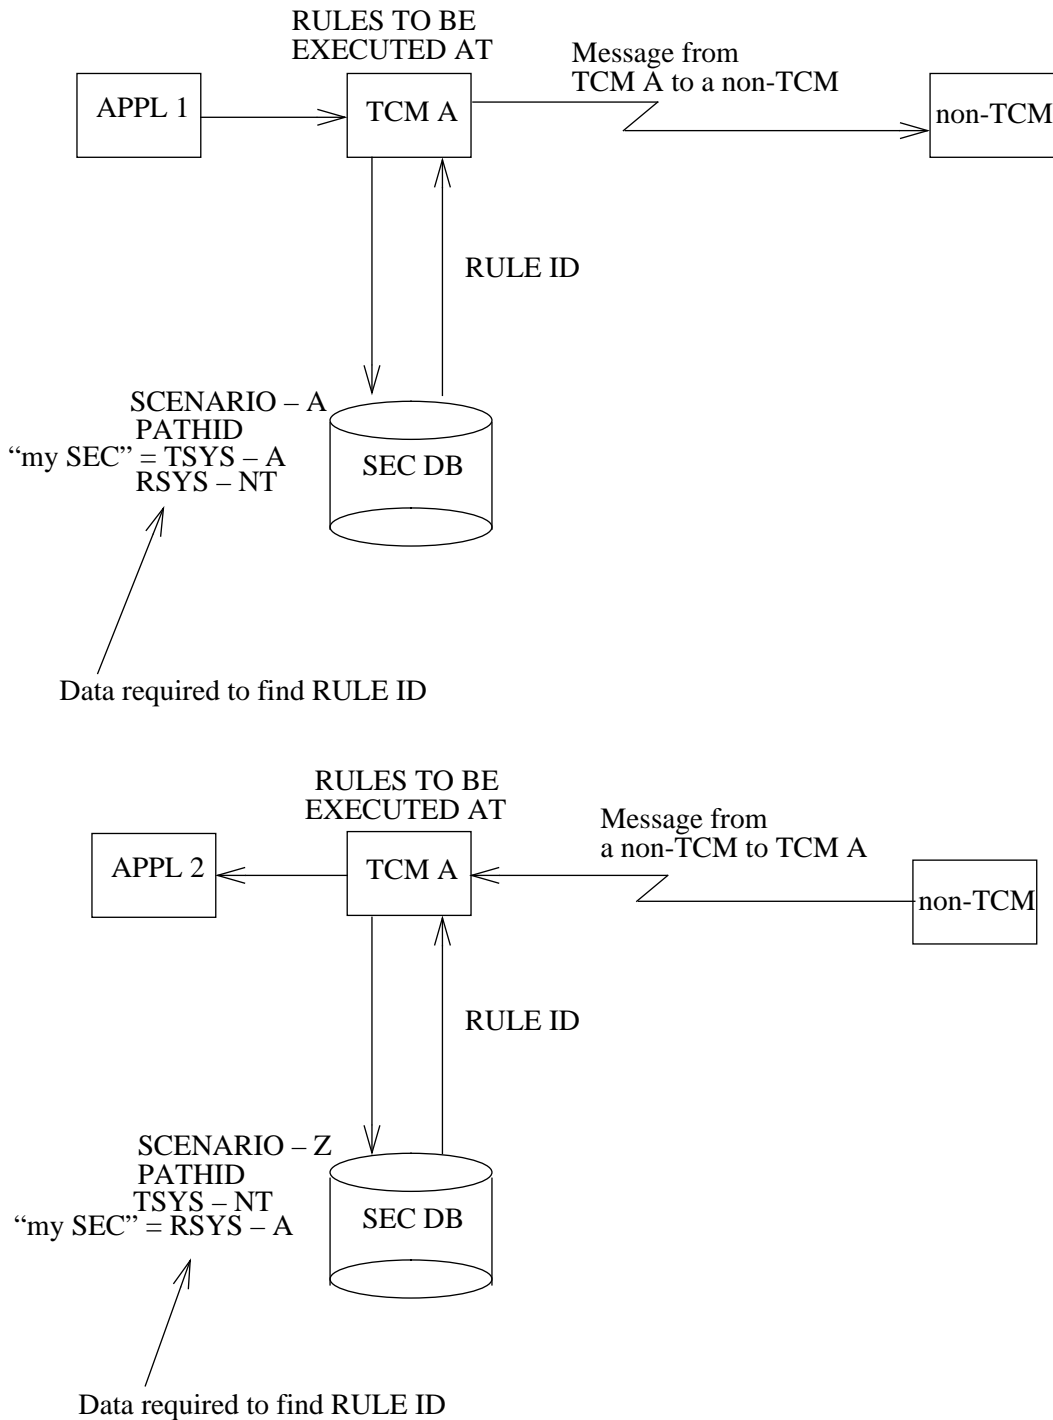 RULES TO BE
EXECUTED AT
Message from
TCM A to a non-TCM
APPL 1
TCM A
non-TCM
RULE ID
SCENARIO – A
PATHID
“my SEC” = TSYS – A
RSYS – NT
SEC DB
Data required to find RULE ID
RULES TO BE
EXECUTED AT
Message from
a non-TCM to TCM A
APPL 2
TCM A
non-TCM
RULE ID
SCENARIO – Z
PATHID
TSYS – NT
“my SEC” = RSYS – A
SEC DB
Data required to find RULE ID